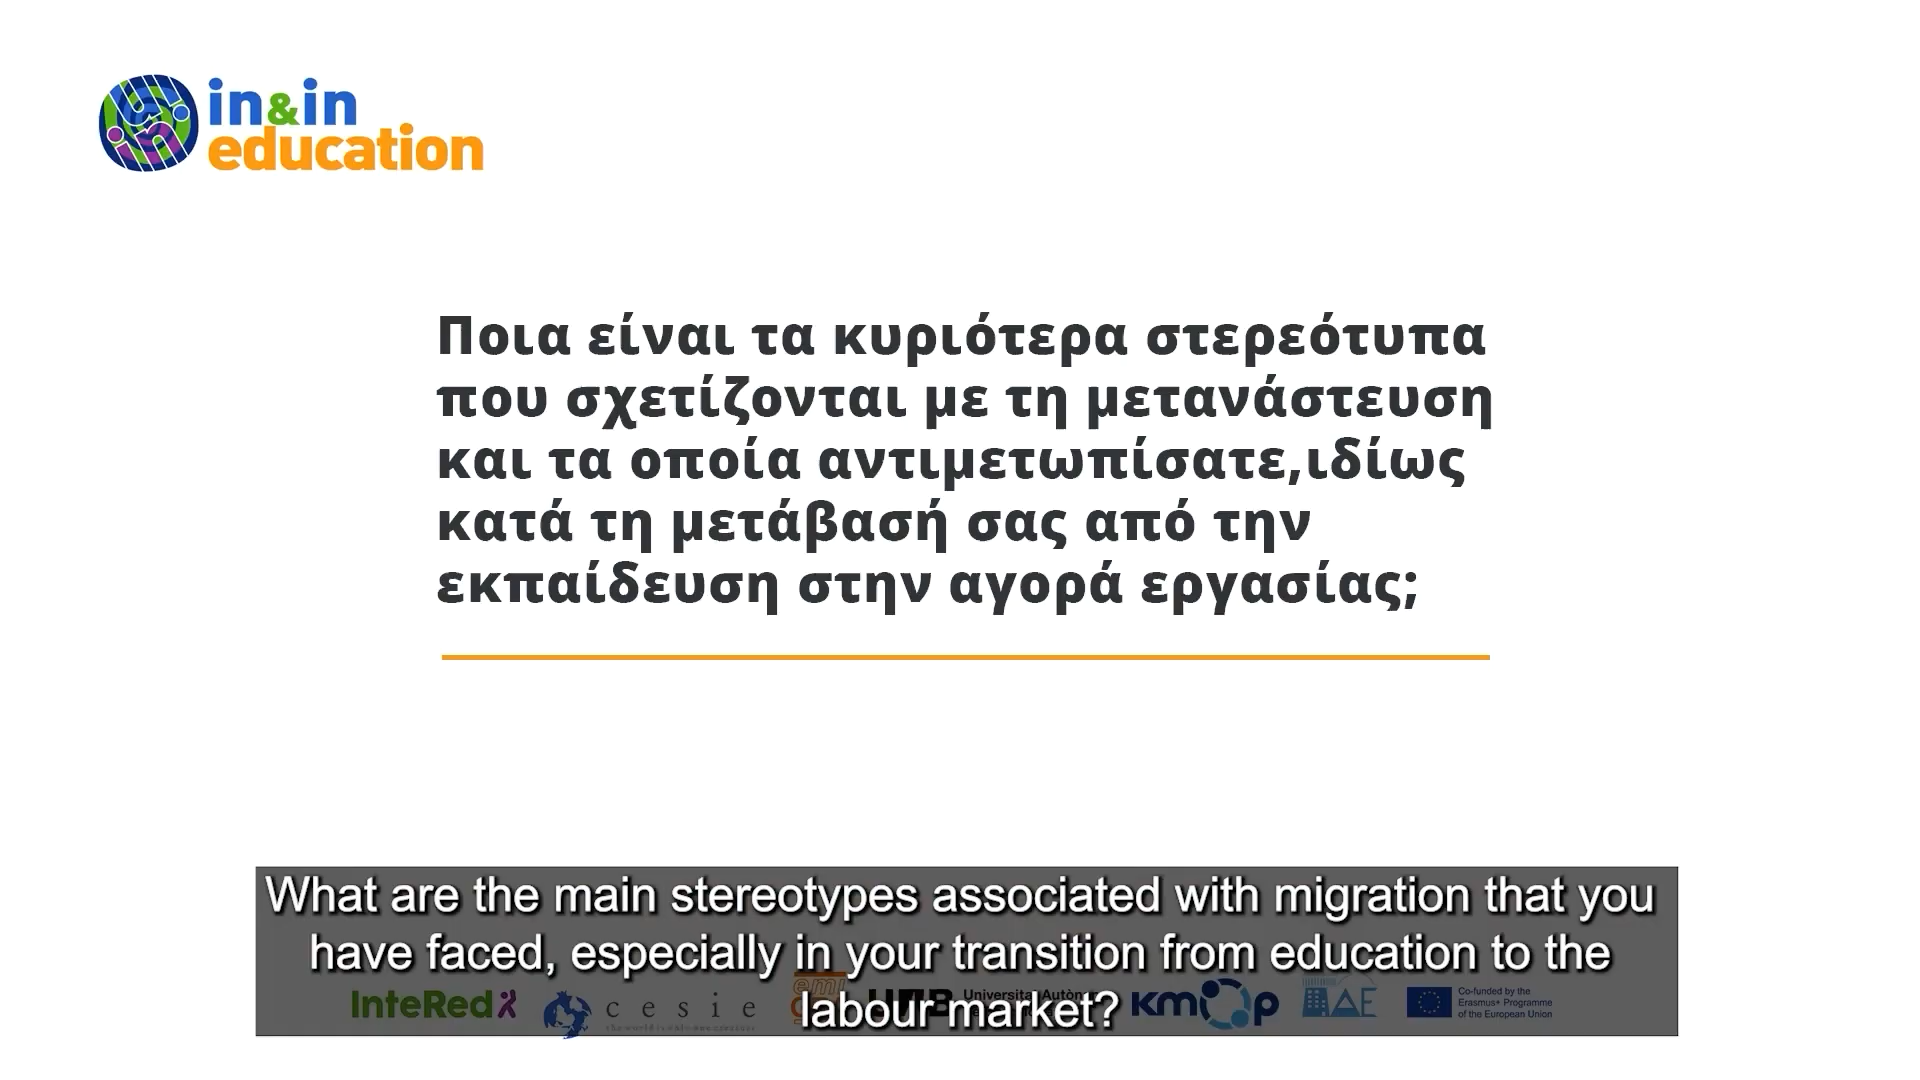 in&in
education
Ποια είναι τα κυριότερα στερεότυπα
που σχετίζονται με τη μετανάστευση
και τα οποία αντιμετωπίσατε,ιδίως
κατά τη μετάβασή σας από την
εκπαίδευση στην αγορά εργασίας;
What are the main stereotypes associated with migration that you
have faced, especially in your transition from education to the
labour market?
InteRed
cesie
kmop
ΔΕ
Co-funded by the
Erasmus+ Programme
of the European Union